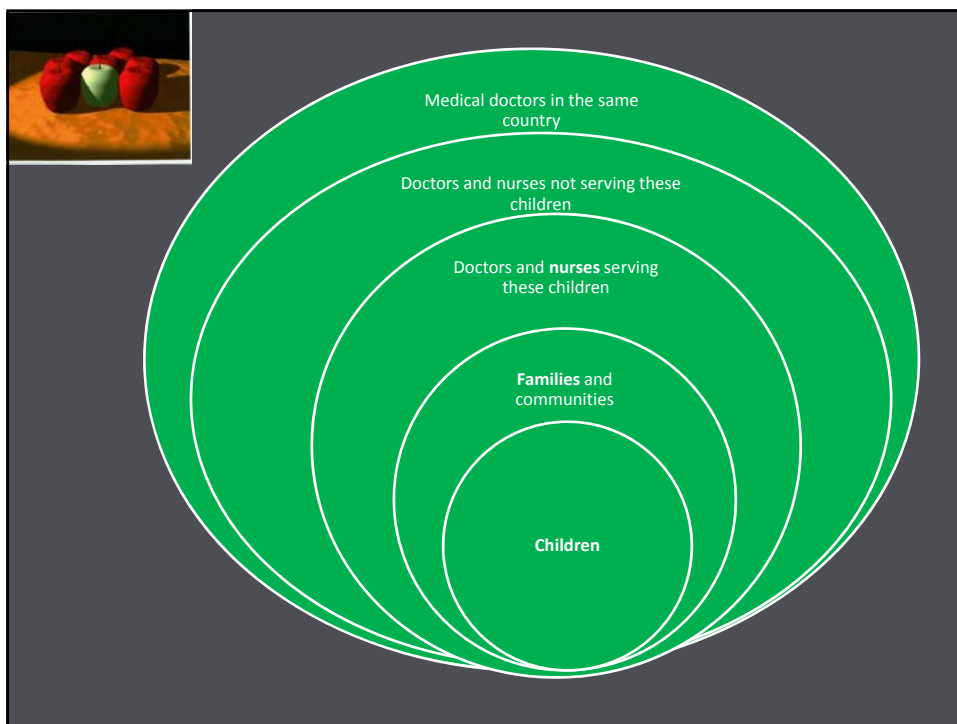 Medical doctors in the same
country
Doctors and nurses not serving these
children
Doctors and nurses serving
these children
Families and
communities
Children